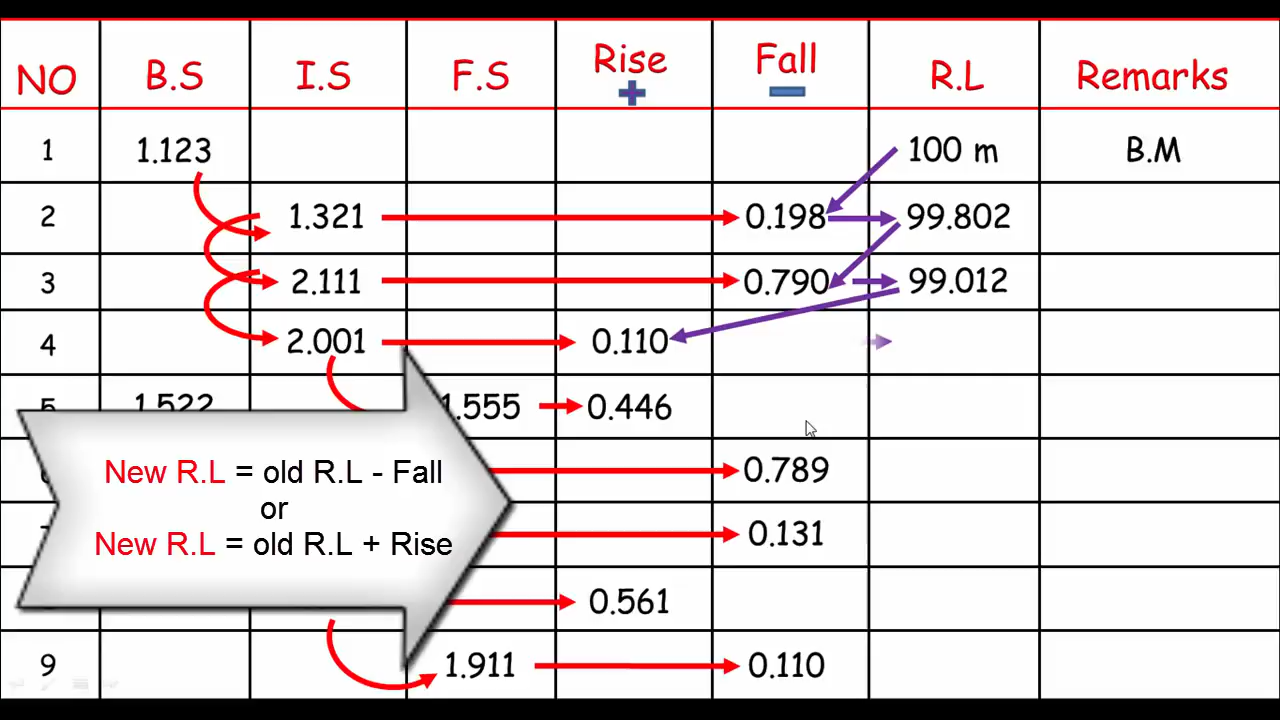 NO B.S I.S F.S Rise Fall R.L Remarks
+ −
1 1.123 100 m B.M
2 1.321 0.198 99.802
3 2.111 0.790 99.012
4 2.001 0.110
5 1.522 1.555 0.446
0.789
0.131
0.561
9 1.911 0.110
New R.L = old R.L - Fall
or
New R.L = old R.L + Rise